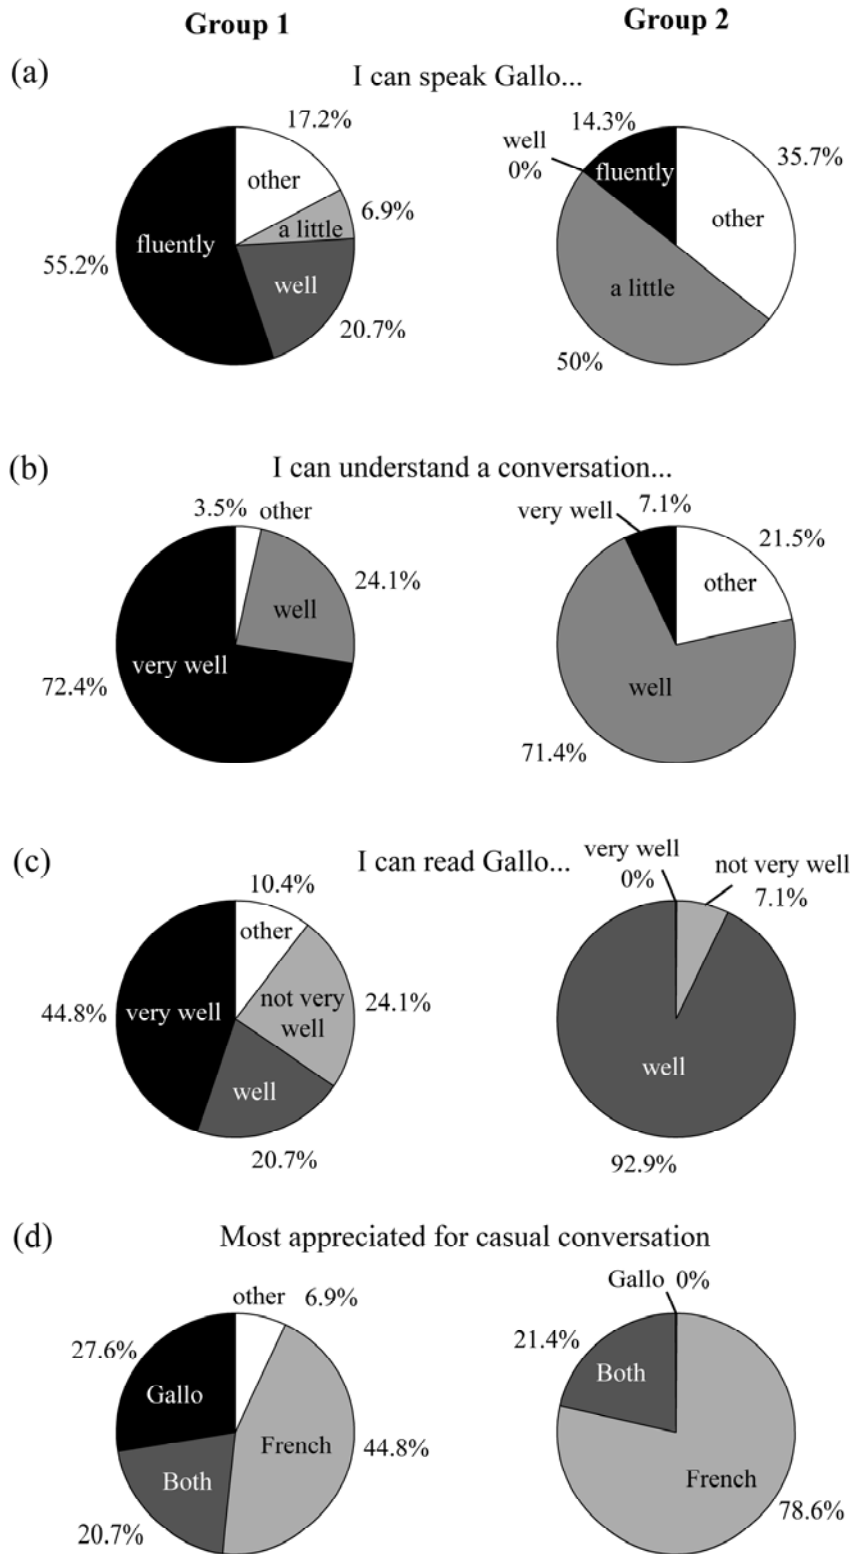 Group 1
Group 2
(a)
I can speak Gallo...
17.2%
other
6.9%
a little
fluently
55.2%
well
20.7%
14.3%
well
0%
fluently
35.7%
other
a little
50%
(b)
I can understand a conversation...
3.5%
other
24.1%
well
very well
72.4%
very well
7.1%
21.5%
other
well
71.4%
(c)
I can read Gallo...
10.4%
other
44.8%
very well
not very
well
24.1%
well
20.7%
very well
0%
not very well
7.1%
well
92.9%
(d)
Most appreciated for casual conversation
other
6.9%
27.6%
Gallo
French
44.8%
Both
20.7%
Gallo 0%
21.4%
Both
French
78.6%